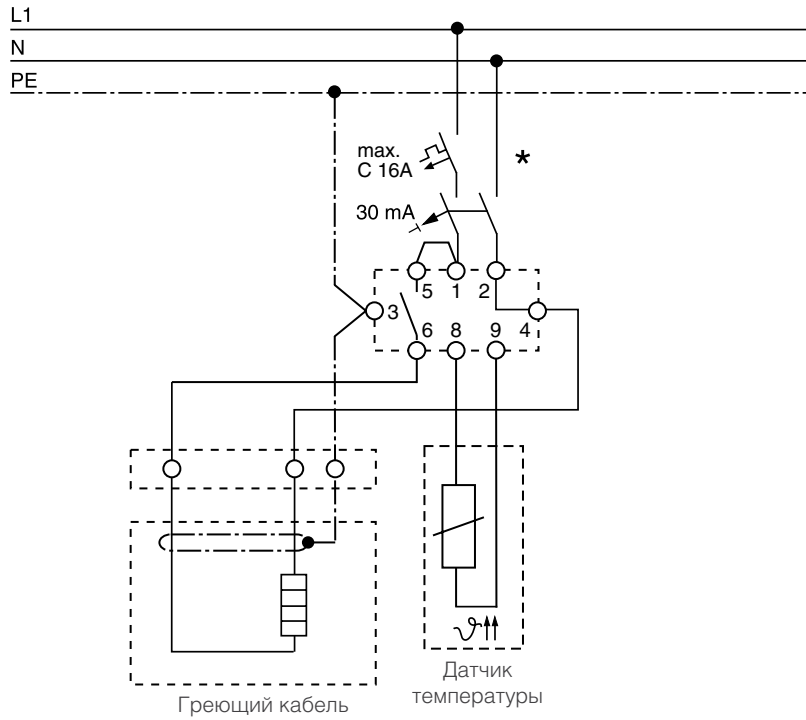 L1
N
PE
max.
C 16A
*
30 mA
5 1 2
3
6 8 9 4
ϑ
Датчик
температуры
Греющий кабель